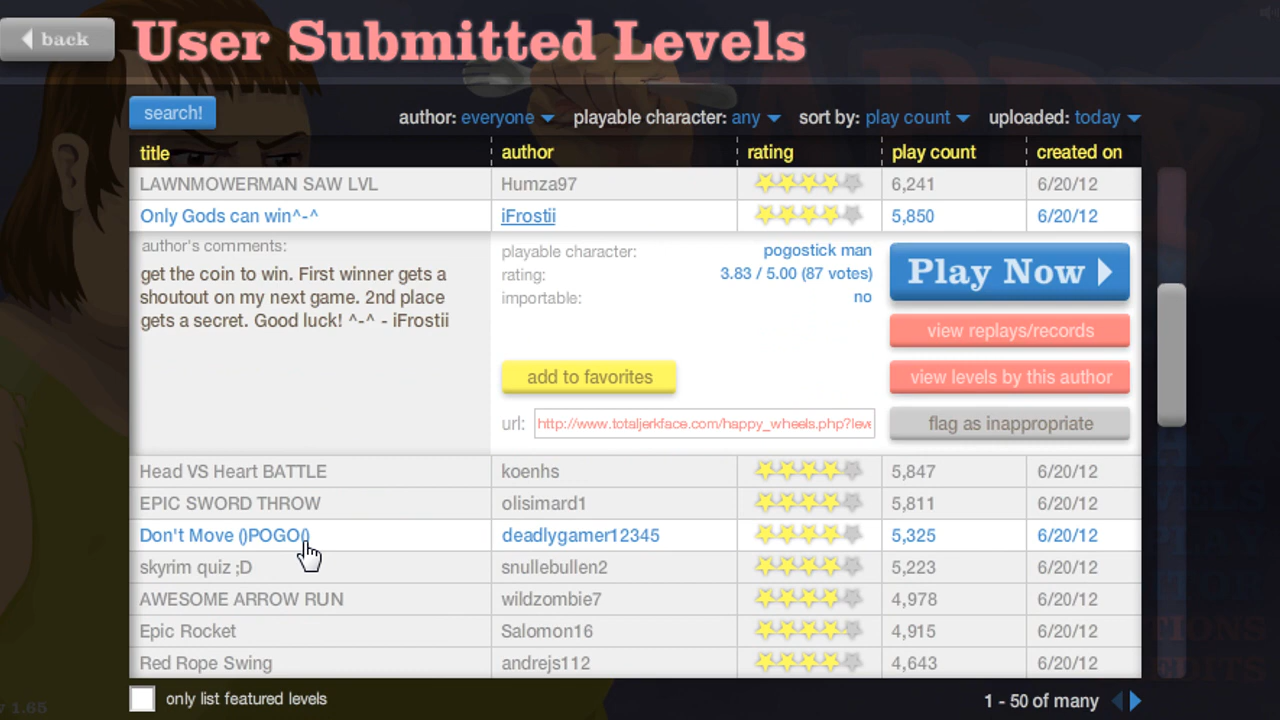 back
User Submitted Levels
search!
author: everyone playable character: any sort by: play count uploaded: today
title author rating play count created on
LAWNMOWERMAN SAW LVL Humza97 6,241 6/20/12
Only Gods can win^-^ iFrostii 5,850 6/20/12
author's comments:
get the coin to win. First winner gets a
shoutout on my next game. 2nd place
gets a secret. Good luck! ^-^ - iFrostii
playable character: pogostick man
rating: 3.83 / 5.00 (87 votes)
importable: no
add to favorites
url: http://www.totaljerkface.com/happy_wheels.php?leve
Play Now
view replays/records
view levels by this author
flag as inappropriate
Head VS Heart BATTLE koenhs 5,847 6/20/12
EPIC SWORD THROW olisimard1 5,811 6/20/12
Don't Move ()POGO() deadlygamer12345 5,325 6/20/12
skyrim quiz ;D snullebullen2 5,223 6/20/12
AWESOME ARROW RUN wildzombie7 4,978 6/20/12
Epic Rocket Salomon16 4,915 6/20/12
Red Rope Swing andrejs112 4,643 6/20/12
only list featured levels
1 - 50 of many
v 1.65